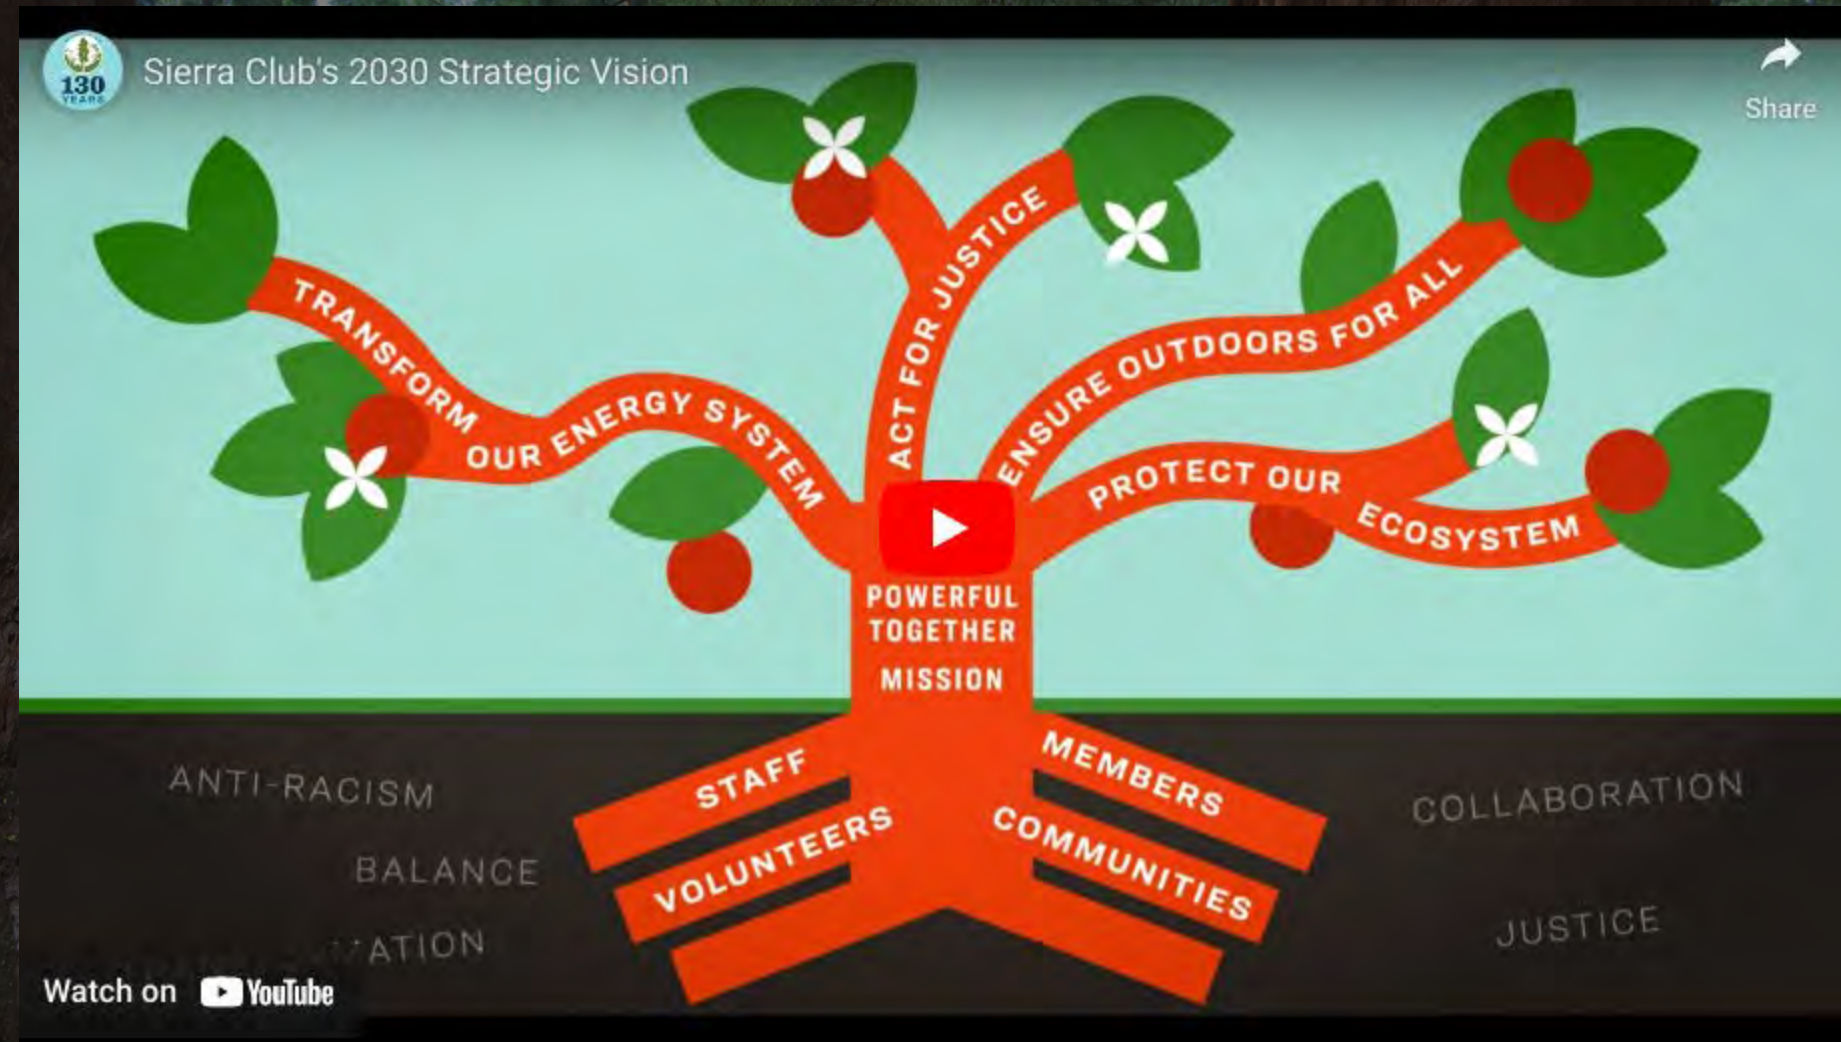 130
YEARS
Sierra Club's 2030 Strategic Vision
Share
TRANSFORM
OUR ENERGY SYSTEM
ACT FOR JUSTICE
ENSURE OUTDOORS FOR ALL
PROTECT OUR
ECOSYSTEM
POWERFUL
TOGETHER
MISSION
STAFF
MEMBERS
VOLUNTEERS
COMMUNITIES
ANTI-RACISM
BALANCE
COLLABORATION
JUSTICE
Watch on YouTube